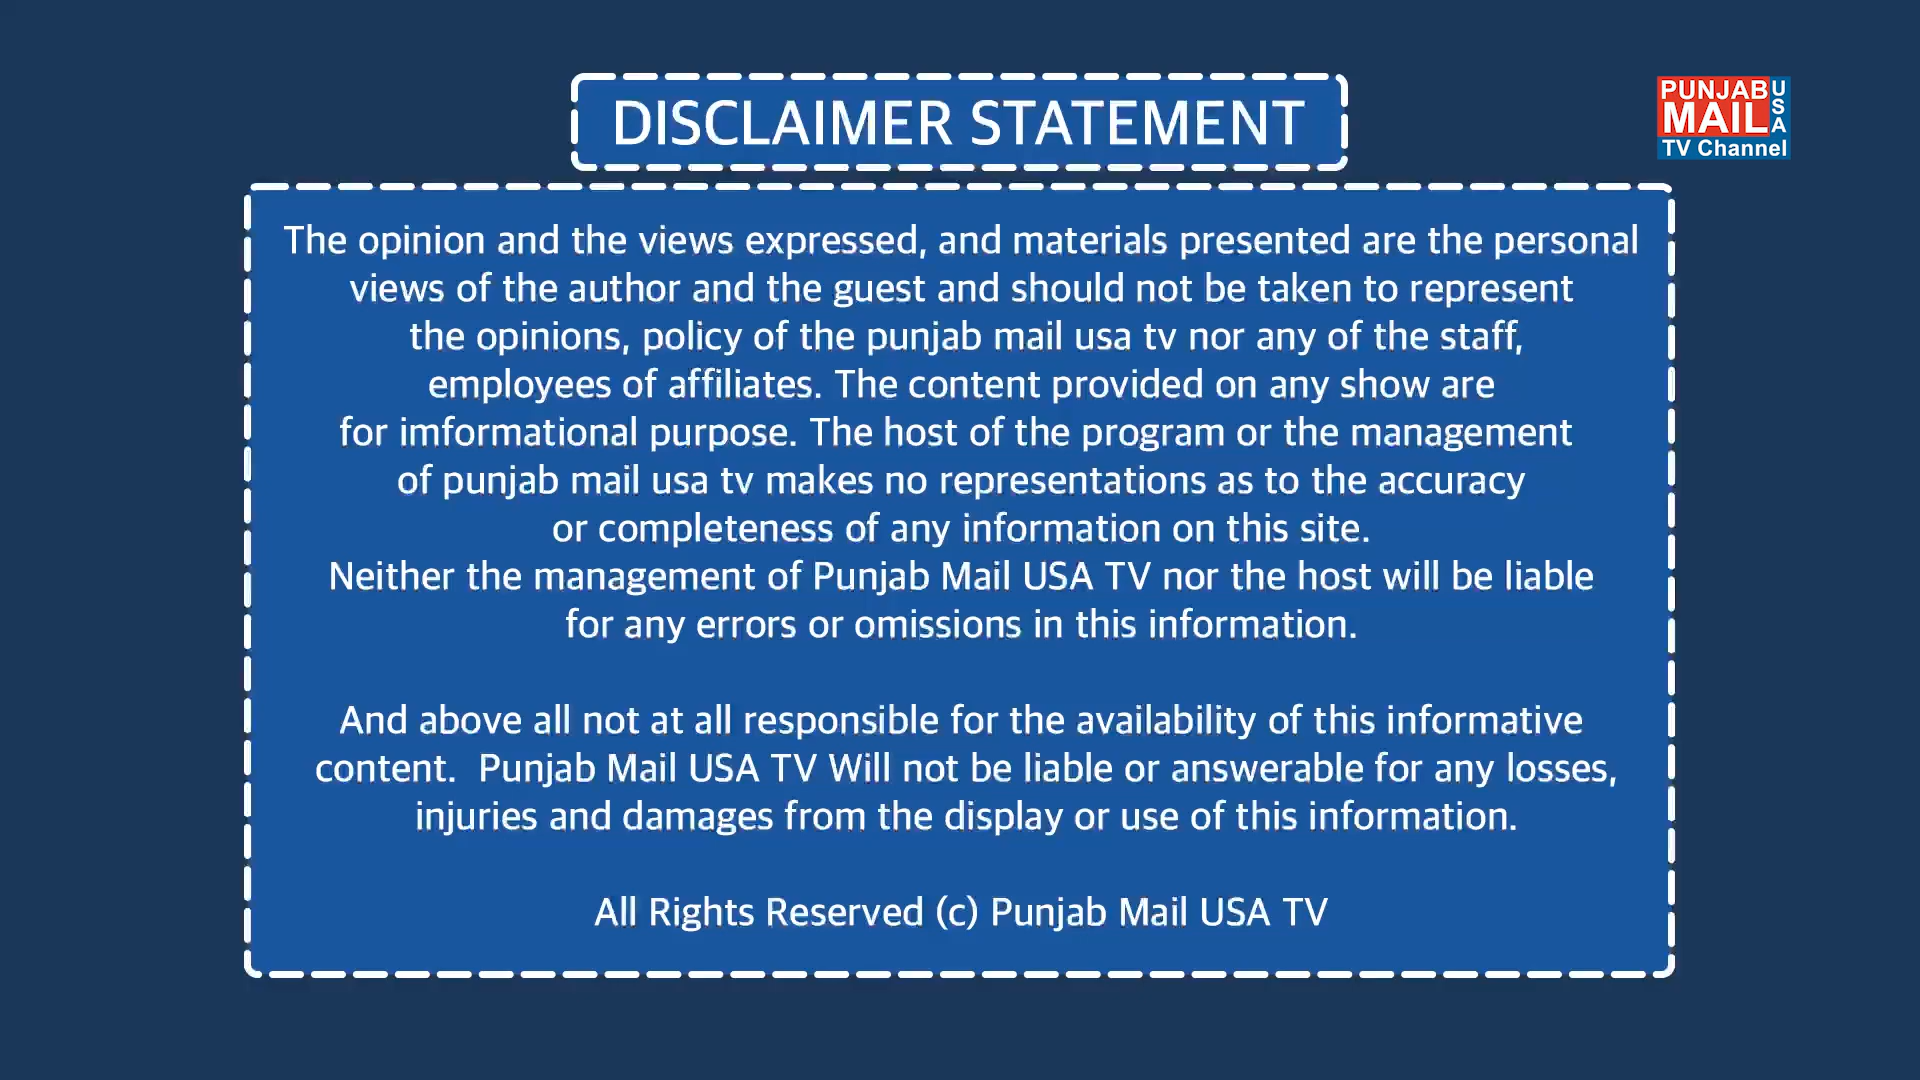 DISCLAIMER STATEMENT
PUNJAB USA
MAIL
TV Channel
The opinion and the views expressed, and materials presented are the personal
views of the author and the guest and should not be taken to represent
the opinions, policy of the punjab mail usa tv nor any of the staff,
employees of affiliates. The content provided on any show are
for imformational purpose. The host of the program or the management
of punjab mail usa tv makes no representations as to the accuracy
or completeness of any information on this site.
Neither the management of Punjab Mail USA TV nor the host will be liable
for any errors or omissions in this information.
And above all not at all responsible for the availability of this informative
content.  Punjab Mail USA TV Will not be liable or answerable for any losses,
injuries and damages from the display or use of this information.
All Rights Reserved (c) Punjab Mail USA TV